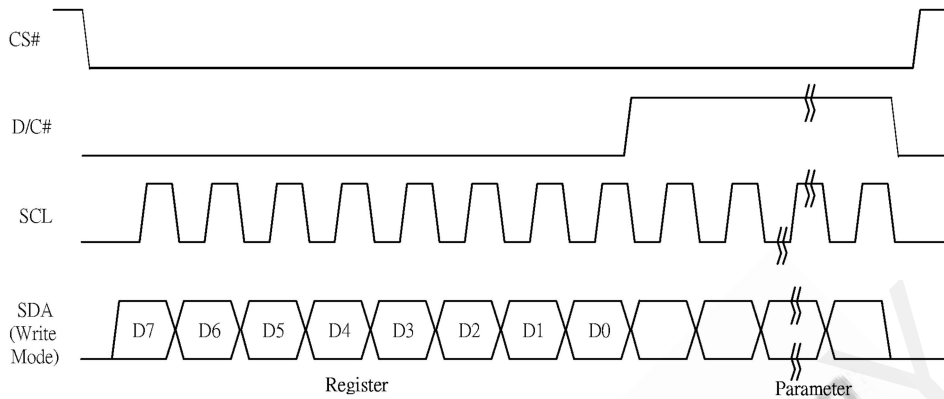 CS#
D/C#
SCL
SDA
(Write
Mode)
D7 D6 D5 D4 D3 D2 D1 D0
Register Parameter